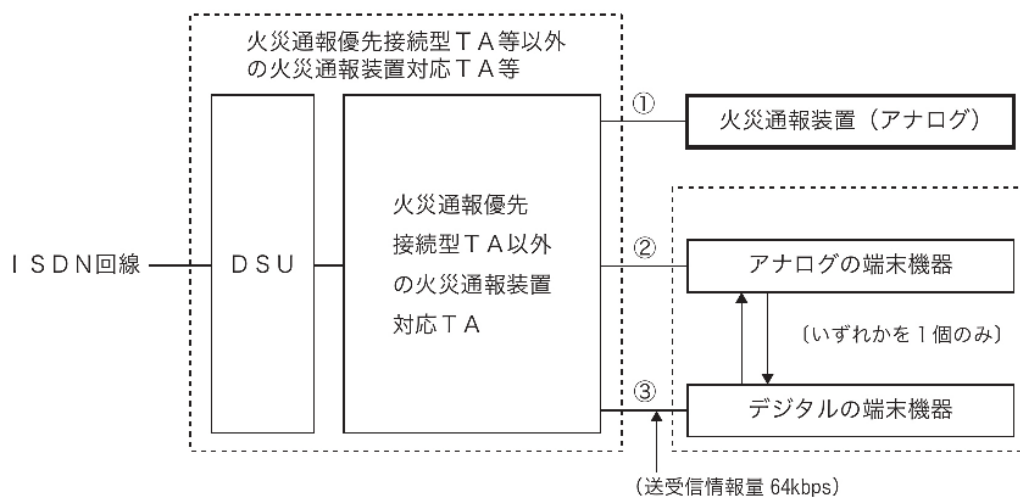 火災通報優先接続型ＴＡ等以外
の火災通報装置対応ＴＡ等
①
火災通報装置（アナログ）
火災通報優先
接続型ＴＡ以外
の火災通報装置
対応ＴＡ
ＩＳＤＮ回線
ＤＳＵ
②
アナログの端末機器
〔いずれかを１個のみ〕
③
デジタルの端末機器
（送受信情報量 64kbps）